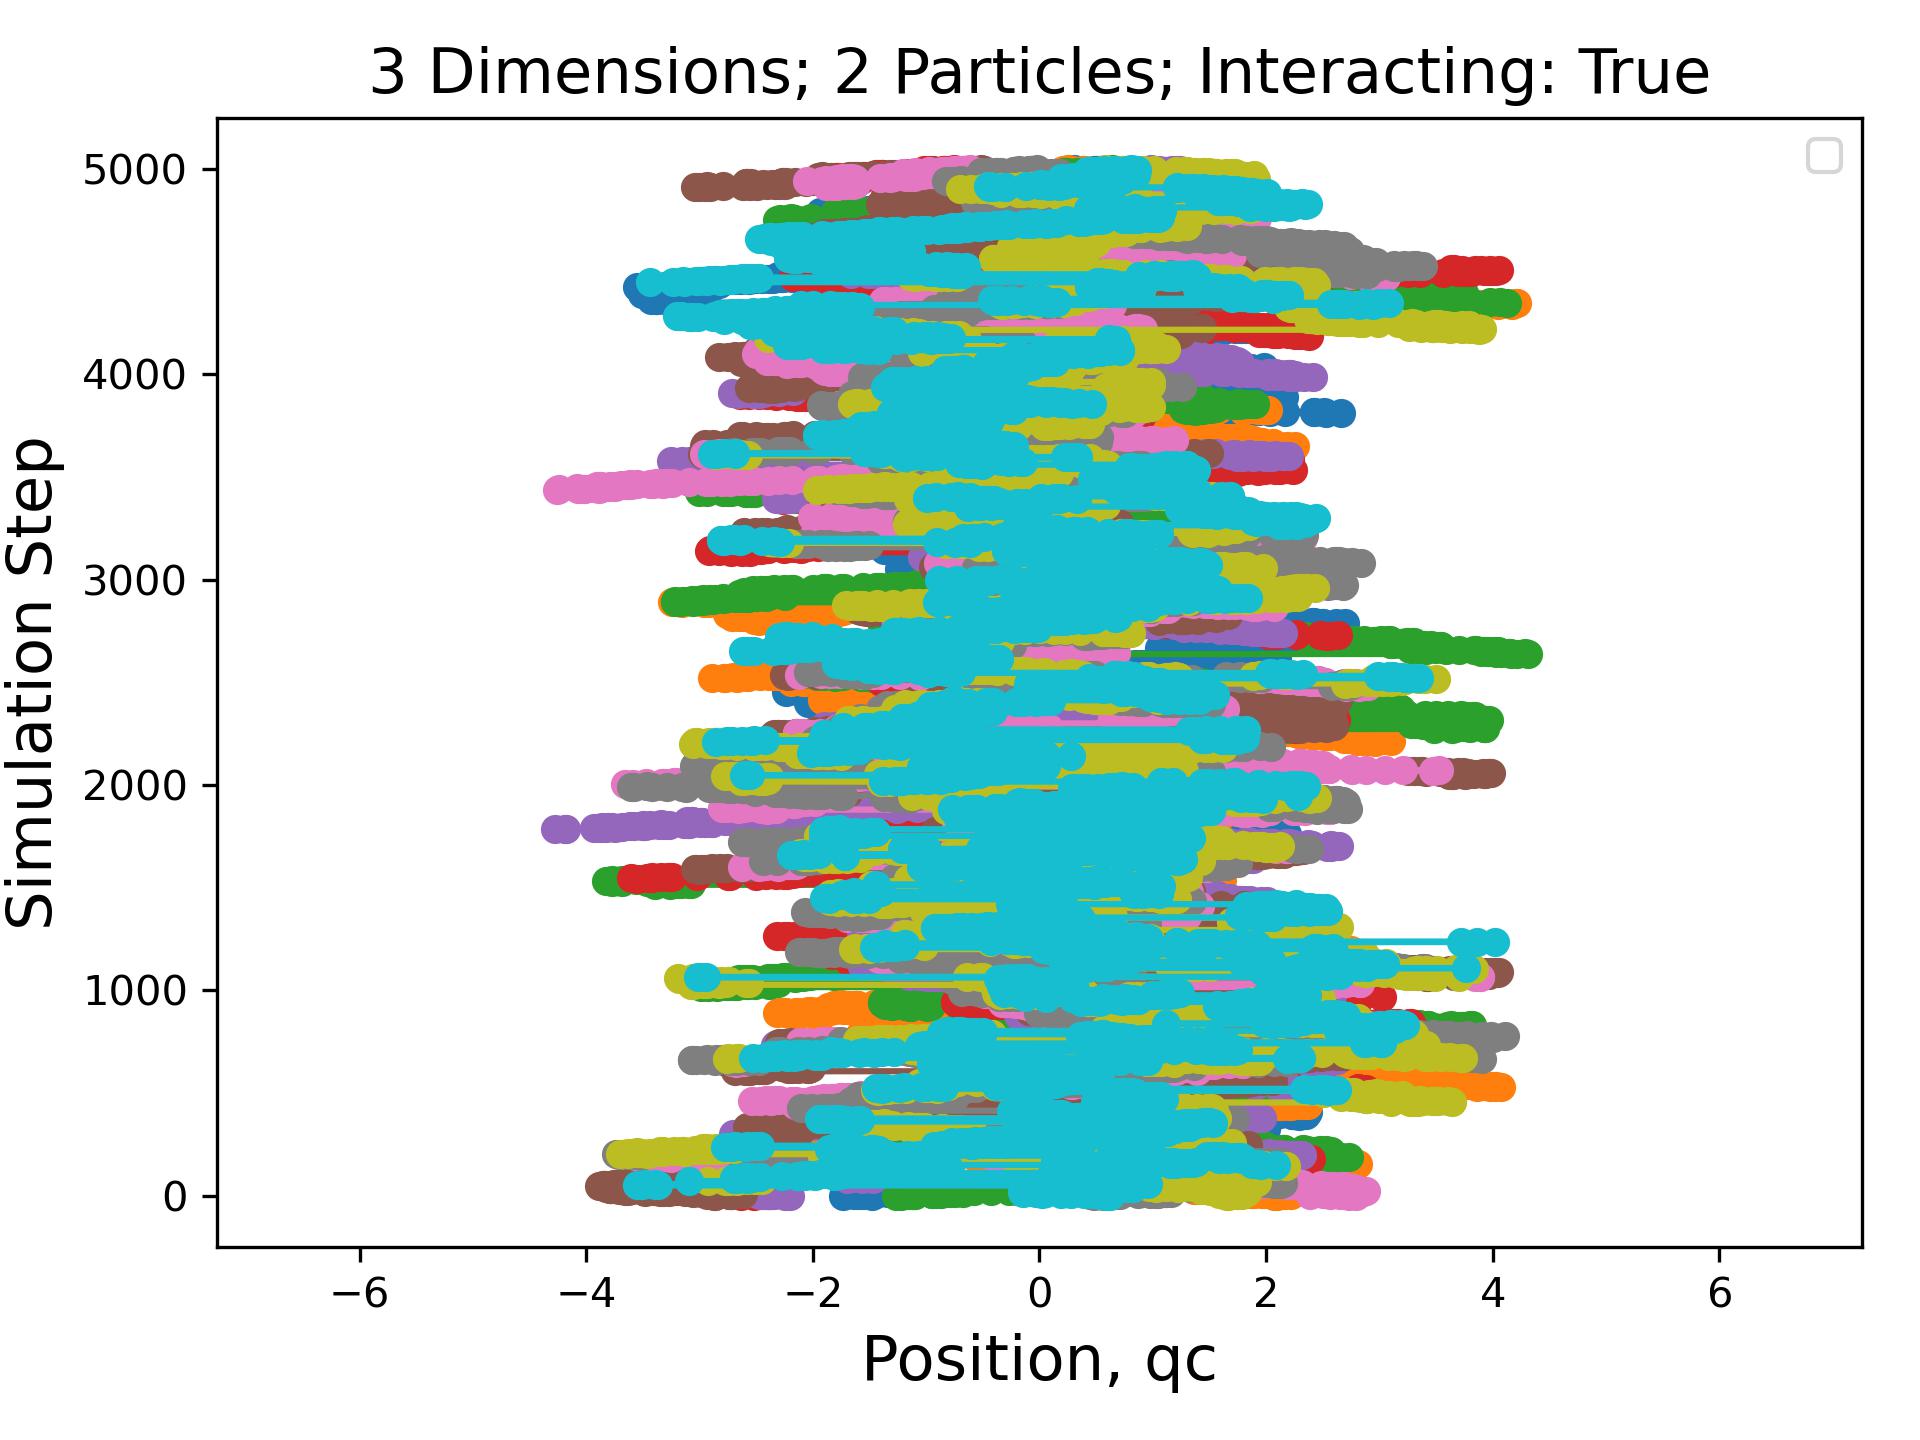 3 Dimensions; 2 Particles; Interacting: True
Simulation Step
5000
4000
3000
2000
1000
0
−6 −4 −2 0 2 4 6
Position, qc